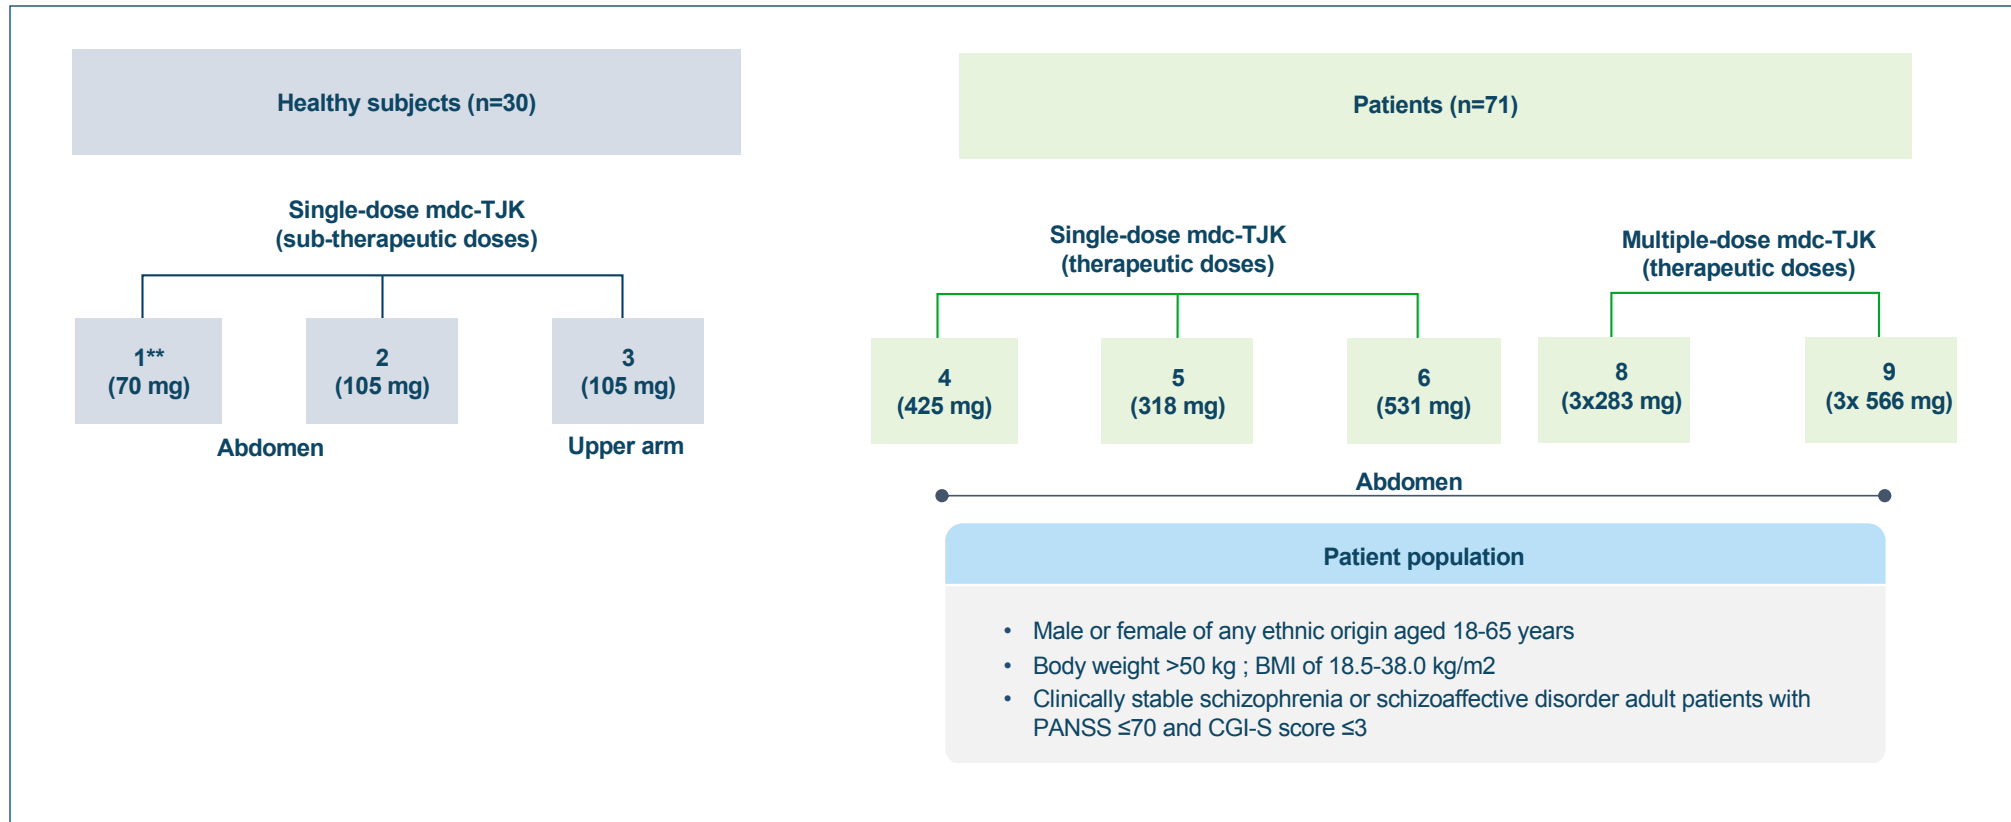 Healthy subjects (n=30)
Single-dose mdc-TJK
(sub-therapeutic doses)
1**
(70 mg)
2
(105 mg)
3
(105 mg)
Abdomen
Upper arm
Patients (n=71)
Single-dose mdc-TJK
(therapeutic doses)
Multiple-dose mdc-TJK
(therapeutic doses)
4
(425 mg)
5
(318 mg)
6
(531 mg)
8
(3x283 mg)
9
(3x 566 mg)
Abdomen
Patient population
• Male or female of any ethnic origin aged 18-65 years
• Body weight >50 kg ; BMI of 18.5-38.0 kg/m2
• Clinically stable schizophrenia or schizoaffective disorder adult patients with
PANSS ≤70 and CGI-S score ≤3